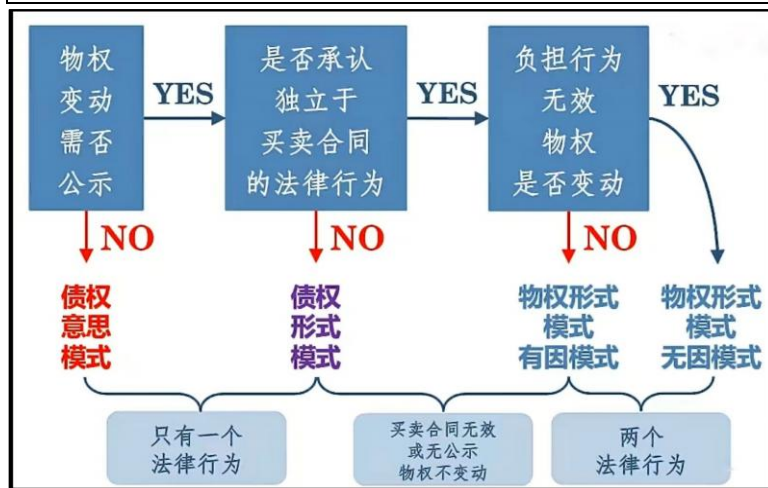 物权
变动
需否
公示
YES
是否承认
独立于
买卖合同
的法律行为
YES
负担行为
无效
物权
是否变动
YES
NO
NO
NO
债权
意思
模式
债权
形式
模式
物权形式
模式
有因模式
物权形式
模式
无因模式
只有一个
法律行为
买卖合同无效
或无公示
物权不变动
两个
法律行为